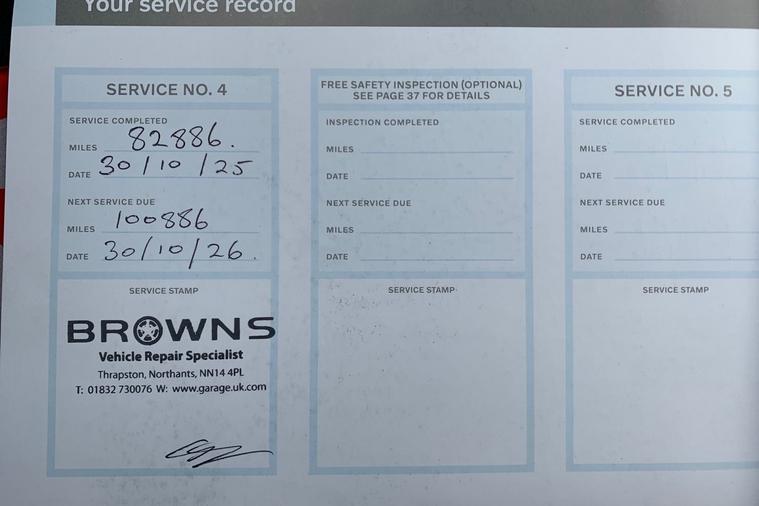 Your service record
SERVICE NO. 4
SERVICE COMPLETED
MILES 82886.
DATE 30/10/25
NEXT SERVICE DUE
MILES 100886
DATE 30/10/26.
SERVICE STAMP
BROWNS
Vehicle Repair Specialist
Thrapston, Northants, NN14 4PL
T: 01832 730076 W: www.garage.uk.com
FREE SAFETY INSPECTION (OPTIONAL)
SEE PAGE 37 FOR DETAILS
INSPECTION COMPLETED
MILES
DATE
NEXT SERVICE DUE
MILES
DATE
SERVICE STAMP
SERVICE NO. 5
SERVICE COMPLETED
MILES
DATE
NEXT SERVICE DUE
MILES
DATE
SERVICE STAMP